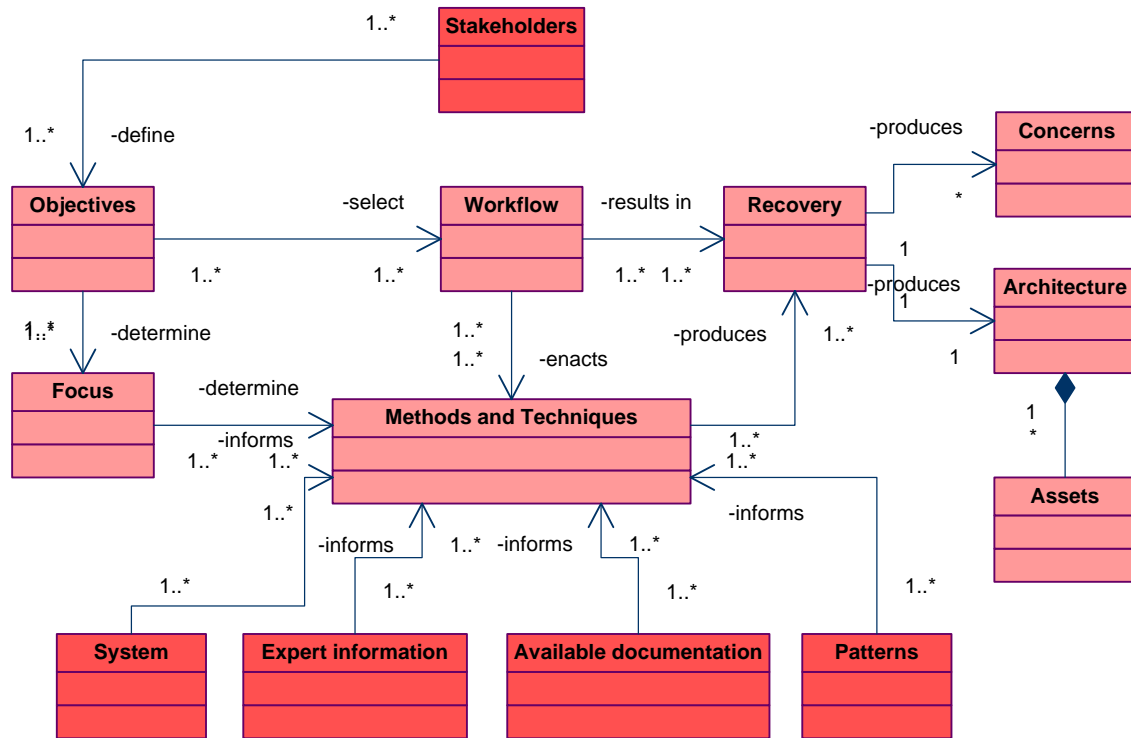 1..*
Stakeholders
1..*
-define
-produces
Concerns
*
Objectives
-select
Workflow
-results in
Recovery
1..*
1..*
1..*
1..*
1
-produces
1
Architecture
1..*
1..*
-determine
1..*
1..*
-enacts
-produces
1..*
1
Focus
-determine
-informs
1..*
1..*
Methods and Techniques
1..*
1..*
1
*
1..*
-informs
Assets
-informs
1..*
-informs
1..*
1..*
1..*
1..*
1..*
System
Expert information
Available documentation
Patterns